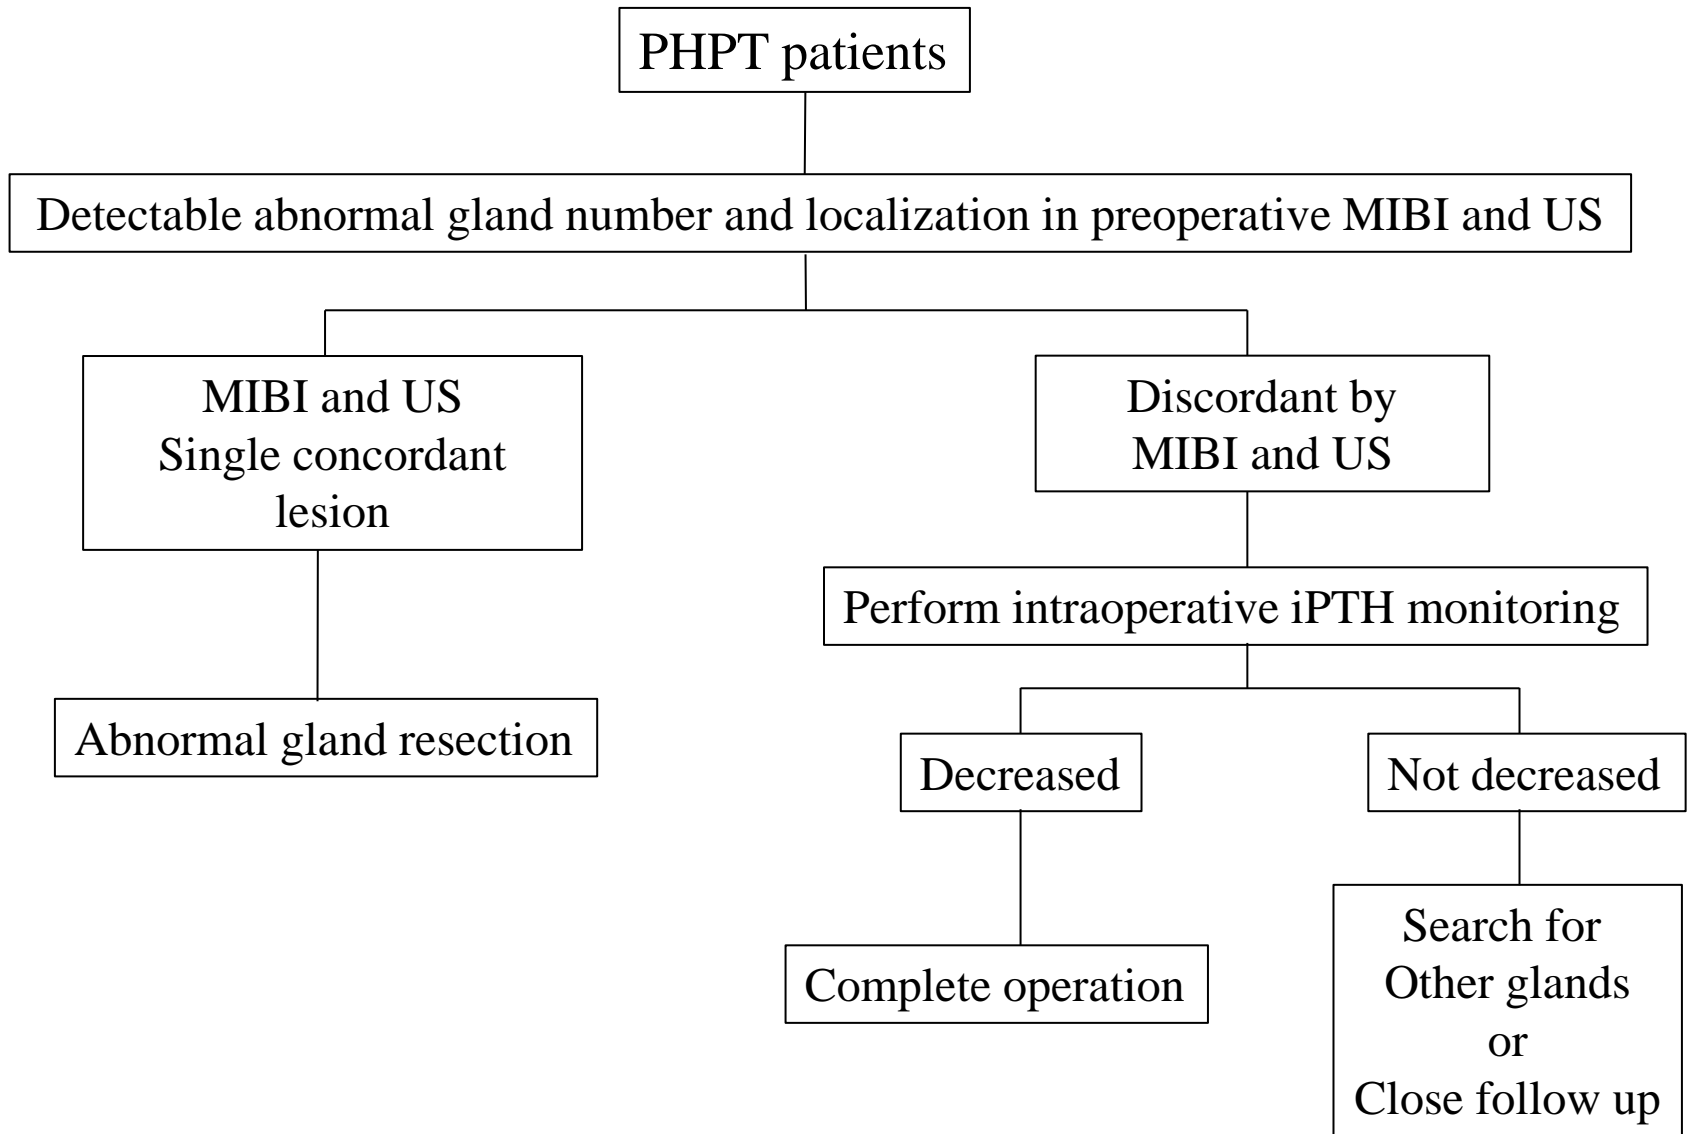 PHPT patients
Detectable abnormal gland number and localization in preoperative MIBI and US
MIBI and US
Single concordant
lesion
Discordant by
MIBI and US
Perform intraoperative iPTH monitoring
Abnormal gland resection
Decreased
Not decreased
Complete operation
Search for
Other glands
or
Close follow up